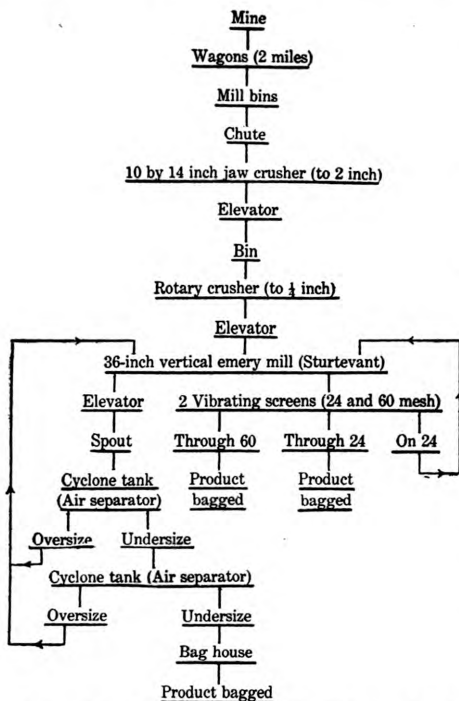 Mine
Wagons (2 miles)
Mill bins
Chute
10 by 14 inch jaw crusher (to 2 inch)
Elevator
Bin
Rotary crusher (to ¼ inch)
Elevator
36-inch vertical emery mill (Sturtevant)
Elevator 2 Vibrating screens (24 and 60 mesh)
Spout Through 60 Through 24 On 24
Cyclone tank Product Product
(Air separator) bagged bagged
Oversize Undersize
Cyclone tank (Air separator)
Oversize Undersize
Bag house
Product bagged